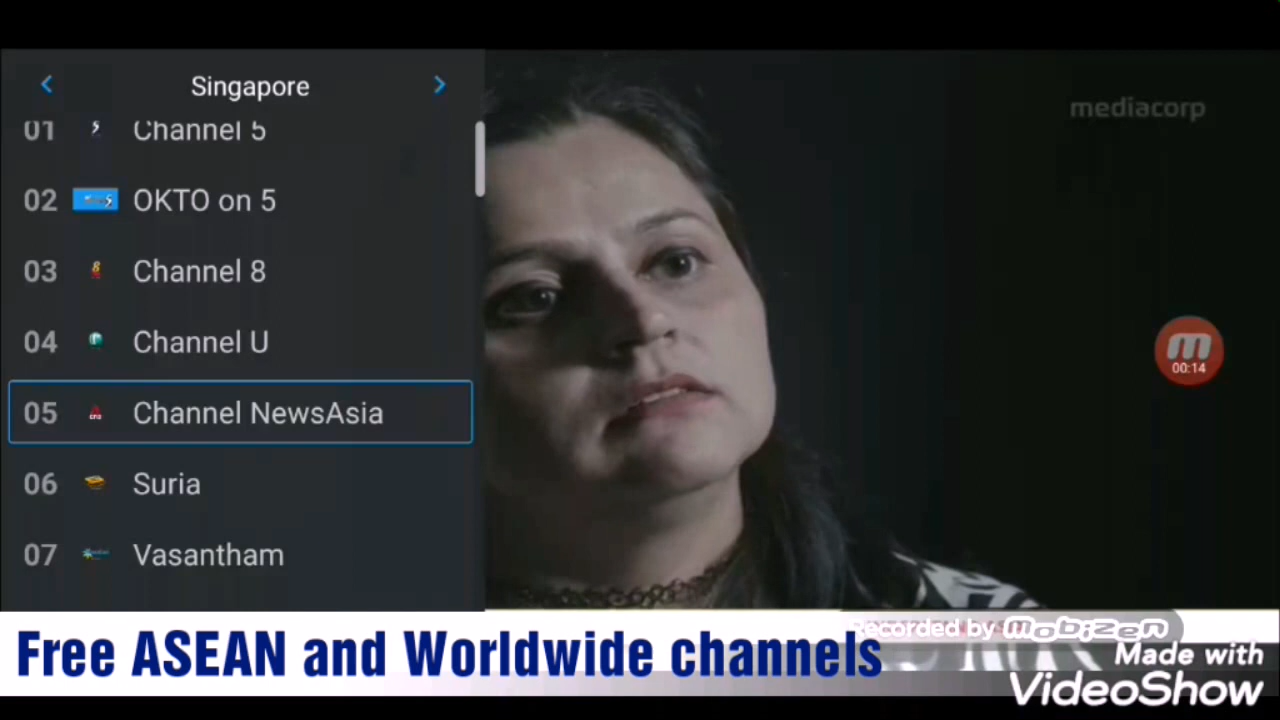 Singapore
01 Channel 5
02 OKTO on 5
03 Channel 8
04 Channel U
05 Channel NewsAsia
06 Suria
07 Vasantham
mediacorp
00:14
Free ASEAN and Worldwide channels
Recorded by mobizen
Made with
VideoShow